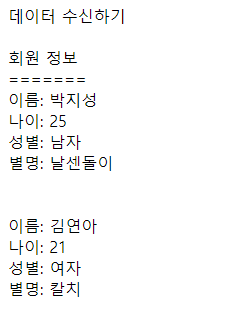 데이터 수신하기
회원 정보
=======
이름: 박지성
나이: 25
성별: 남자
별명: 날센돌이
이름: 김연아
나이: 21
성별: 여자
별명: 칼치